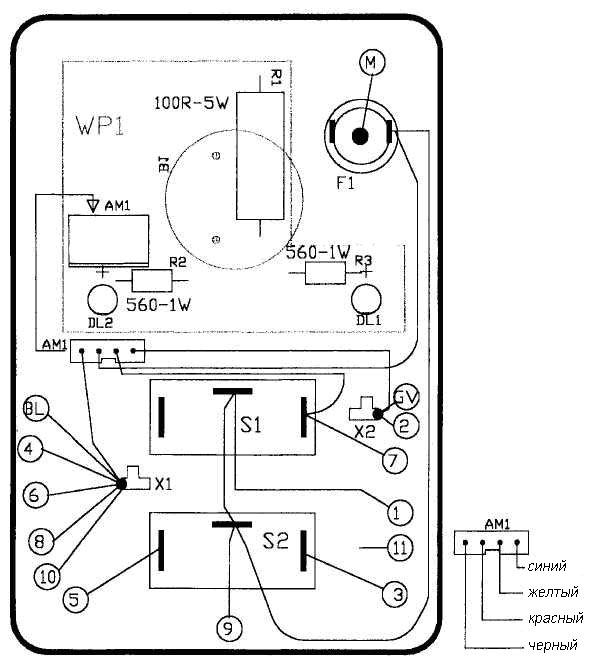 M
R1
100R-5W
WP1
B1
F1
AM1
560-1W
R2
R3
560-1W
DL2
DL1
AM1
BL
S1
GV
2
X2
4
7
6
X1
1
8
S2
11
10
5
3
9
AM1
синий
желтый
красный
черный